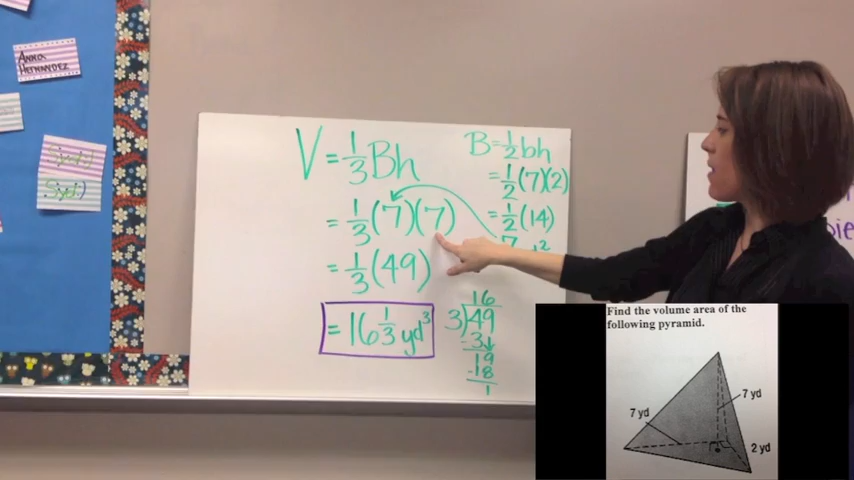 ANNA
HERNANDEZ
V = 1/3 Bh
= 1/3 (7)(7)
= 1/3 (49)
= 16 1/3 yd³
B = 1/2 bh
= 1/2 (7)(2)
= 1/2 (14)
7
16
3)49
-3↓
19
-18
1
Find the volume area of the
following pyramid.
7 yd
7 yd
2 yd